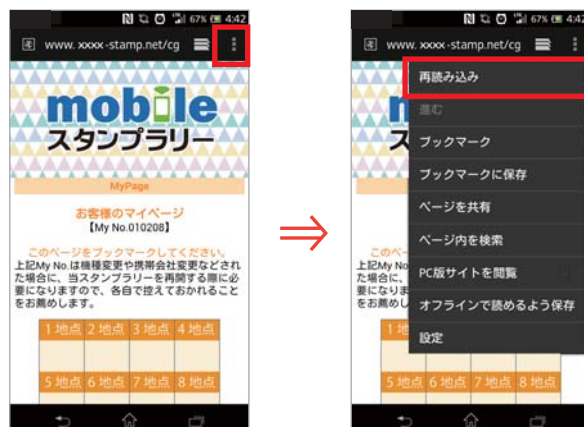 67% 4:42
www. xxxx -stamp.net/cg
mobile
スタンプラリー
MyPage
お客様のマイページ
【My No.010208】
このページをブックマークしてください。
上記My No.は機種変更や携帯会社変更などされ
た場合に、当スタンプラリーを再開する際に必
要になりますので、各自で控えておかれること
をお薦めします。
1地点 2地点 3地点 4地点
5地点 6地点 7地点 8地点
⇒
67% 4:42
www. xxxx -stamp.net/cg
再読み込み
進む
ブックマーク
ブックマークに保存
ページを共有
ページ内を検索
PC版サイトを閲覧
オフラインで読めるよう保存
設定
m
ス
このペー
上記My No
た場合に、
要になりま
をお薦めし
1地
5地点 6地点 7地点 8地点